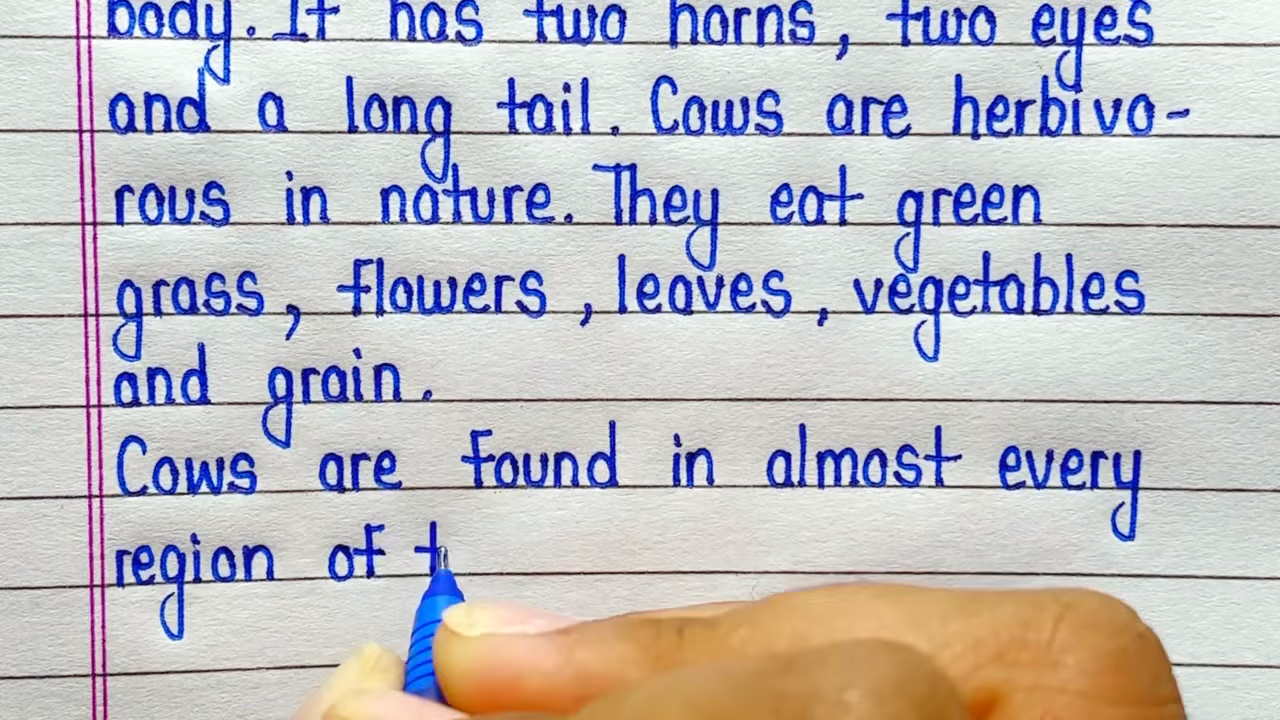 body. It has two horns, two eyes
and a long tail. Cows are herbivo-
rous in nature. They eat green
grass, flowers, leaves, vegetables
and grain.
Cows are found in almost every
region of t